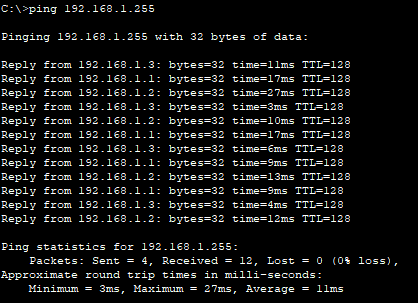 C:\>ping 192.168.1.255
Pinging 192.168.1.255 with 32 bytes of data:
Reply from 192.168.1.3: bytes=32 time=11ms TTL=128
Reply from 192.168.1.1: bytes=32 time=17ms TTL=128
Reply from 192.168.1.2: bytes=32 time=27ms TTL=128
Reply from 192.168.1.3: bytes=32 time=3ms TTL=128
Reply from 192.168.1.2: bytes=32 time=10ms TTL=128
Reply from 192.168.1.1: bytes=32 time=17ms TTL=128
Reply from 192.168.1.3: bytes=32 time=6ms TTL=128
Reply from 192.168.1.1: bytes=32 time=9ms TTL=128
Reply from 192.168.1.2: bytes=32 time=13ms TTL=128
Reply from 192.168.1.1: bytes=32 time=9ms TTL=128
Reply from 192.168.1.3: bytes=32 time=4ms TTL=128
Reply from 192.168.1.2: bytes=32 time=12ms TTL=128
Ping statistics for 192.168.1.255:
Packets: Sent = 4, Received = 12, Lost = 0 (0% loss),
Approximate round trip times in milli-seconds:
Minimum = 3ms, Maximum = 27ms, Average = 11ms